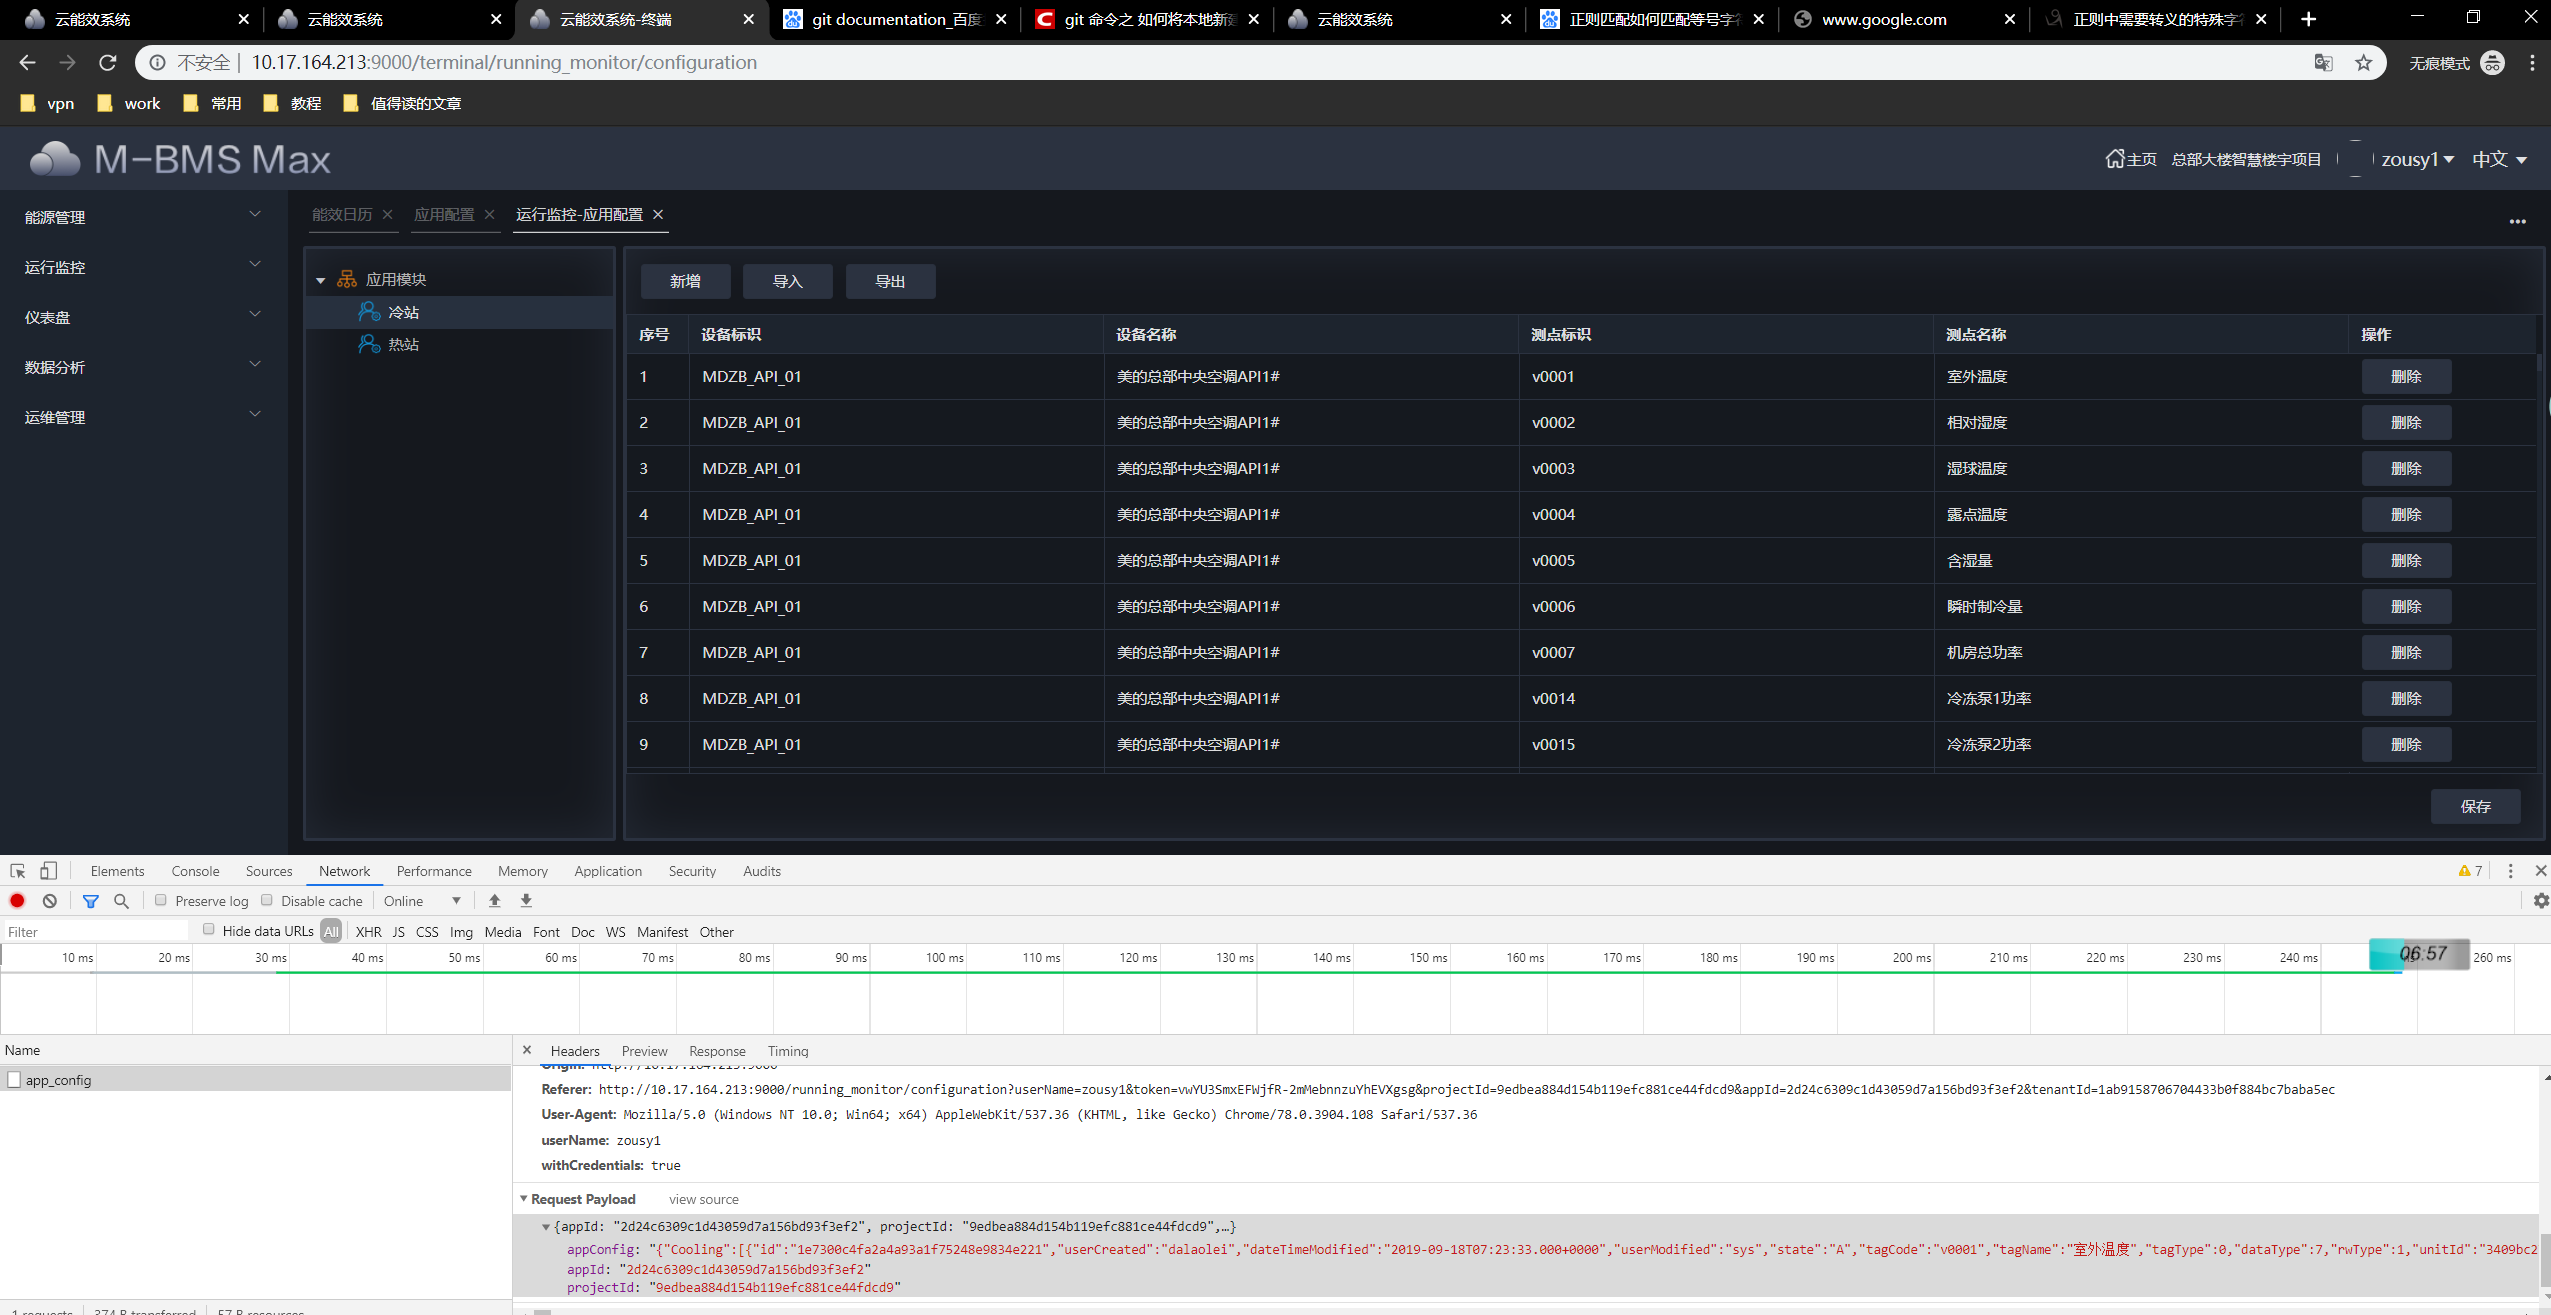 云能效系统 云能效系统 云能效系统-终端 git documentation_百度 git 命令之 如何将本地新建 云能效系统 正则匹配如何匹配等号字符 www.google.com 正则中需要转义的特殊字符
不安全 | 10.17.164.213:9000/terminal/running_monitor/configuration 无痕模式
vpn work 常用 教程 值得读的文章
M-BMS Max 主页 总部大楼智慧楼宇项目 zousy1 中文
能源管理
运行监控
仪表盘
数据分析
运维管理
能效日历 应用配置 运行监控-应用配置
应用模块
冷站
热站
新增 导入 导出
序号 设备标识 设备名称 测点标识 测点名称 操作
1 MDZB_API_01 美的总部中央空调API1# v0001 室外温度 删除
2 MDZB_API_01 美的总部中央空调API1# v0002 相对湿度 删除
3 MDZB_API_01 美的总部中央空调API1# v0003 湿球温度 删除
4 MDZB_API_01 美的总部中央空调API1# v0004 露点温度 删除
5 MDZB_API_01 美的总部中央空调API1# v0005 含湿量 删除
6 MDZB_API_01 美的总部中央空调API1# v0006 瞬时制冷量 删除
7 MDZB_API_01 美的总部中央空调API1# v0007 机房总功率 删除
8 MDZB_API_01 美的总部中央空调API1# v0014 冷冻泵1功率 删除
9 MDZB_API_01 美的总部中央空调API1# v0015 冷冻泵2功率 删除
保存
Elements Console Sources Network Performance Memory Application Security Audits 7
Preserve log Disable cache Online
Filter Hide data URLs All XHR JS CSS Img Media Font Doc WS Manifest Other
10 ms 20 ms 30 ms 40 ms 50 ms 60 ms 70 ms 80 ms 90 ms 100 ms 110 ms 120 ms 130 ms 140 ms 150 ms 160 ms 170 ms 180 ms 190 ms 200 ms 210 ms 220 ms 230 ms 240 ms 06:57 260 ms
Name
app_config
Headers Preview Response Timing
Origin: http://10.17.164.213:9000
Referer: http://10.17.164.213:9000/running_monitor/configuration?userName=zousy1&token=vwYU3SmxEFWjfR-2mMebnnzuYhEVXgsg&projectId=9edbea884d154b119efc881ce44fdcd9&appId=2d24c6309c1d43059d7a156bd93f3ef2&tenantId=1ab9158706704433b0f884bc7baba5ec
User-Agent: Mozilla/5.0 (Windows NT 10.0; Win64; x64) AppleWebKit/537.36 (KHTML, like Gecko) Chrome/78.0.3904.108 Safari/537.36
userName: zousy1
withCredentials: true
Request Payload view source
{appId: "2d24c6309c1d43059d7a156bd93f3ef2", projectId: "9edbea884d154b119efc881ce44fdcd9",…}
appConfig: "{"Cooling":[{"id":"1e7300c4fa2a4a93a1f75248e9834e221","userCreated":"dalaolei","dateTimeModified":"2019-09-18T07:23:33.000+0000","userModified":"sys","state":"A","tagCode":"v0001","tagName":"室外温度","tagType":0,"dataType":7,"rwType":1,"unitId":"3409bc2
appId: "2d24c6309c1d43059d7a156bd93f3ef2"
projectId: "9edbea884d154b119efc881ce44fdcd9"
1 requests 374 B transferred 57 B resources